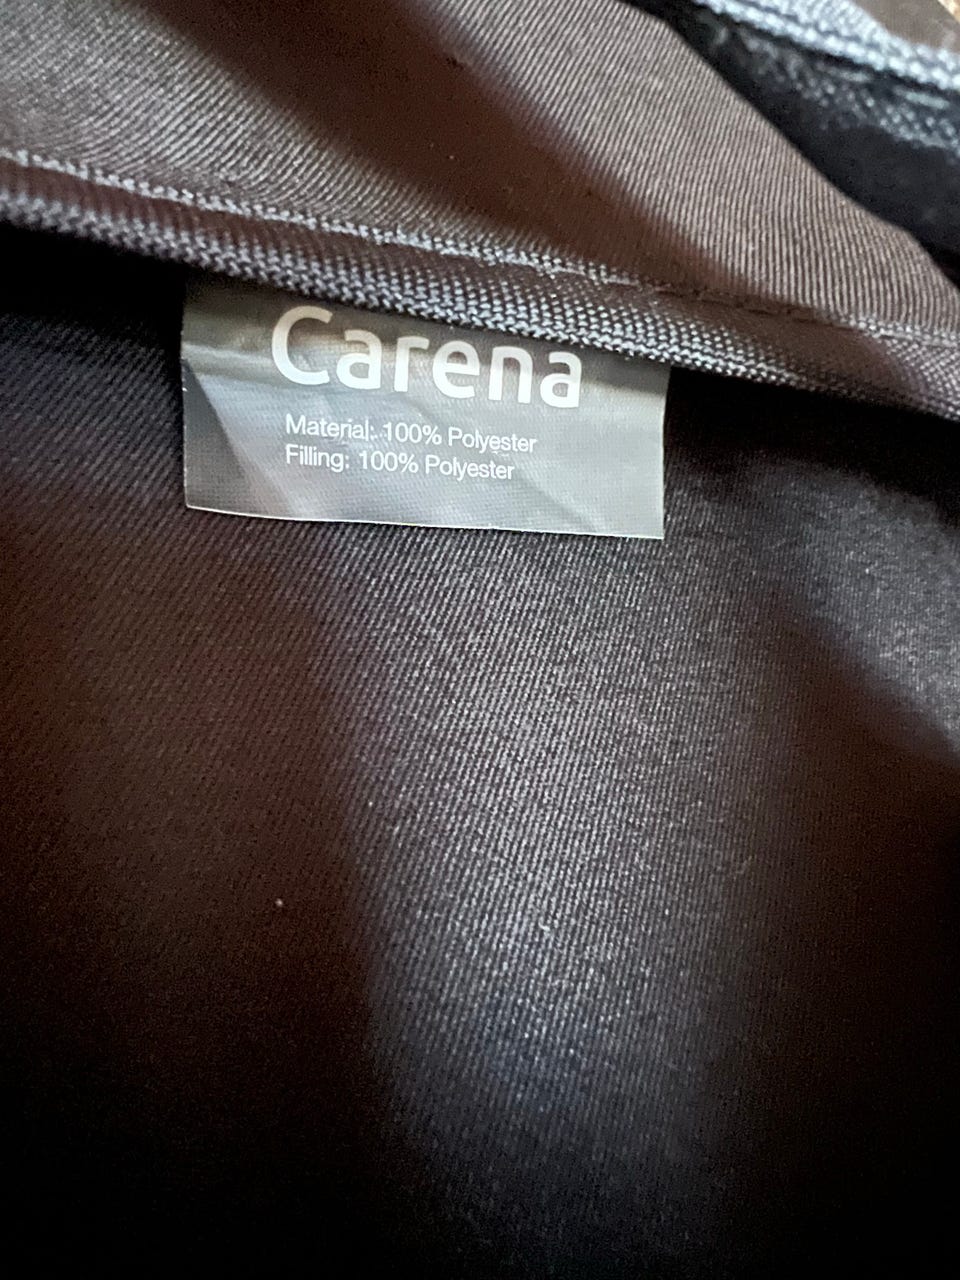 Carena
Material: 100% Polyester
Filling: 100% Polyester